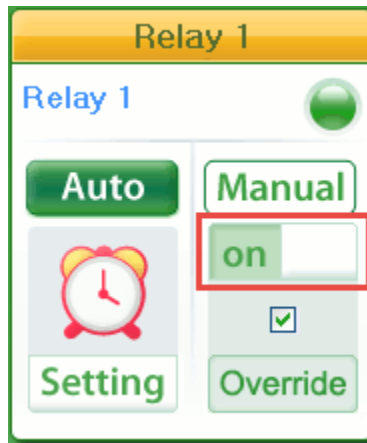 Relay 1
Relay 1
Auto
Manual
on
Setting
Override